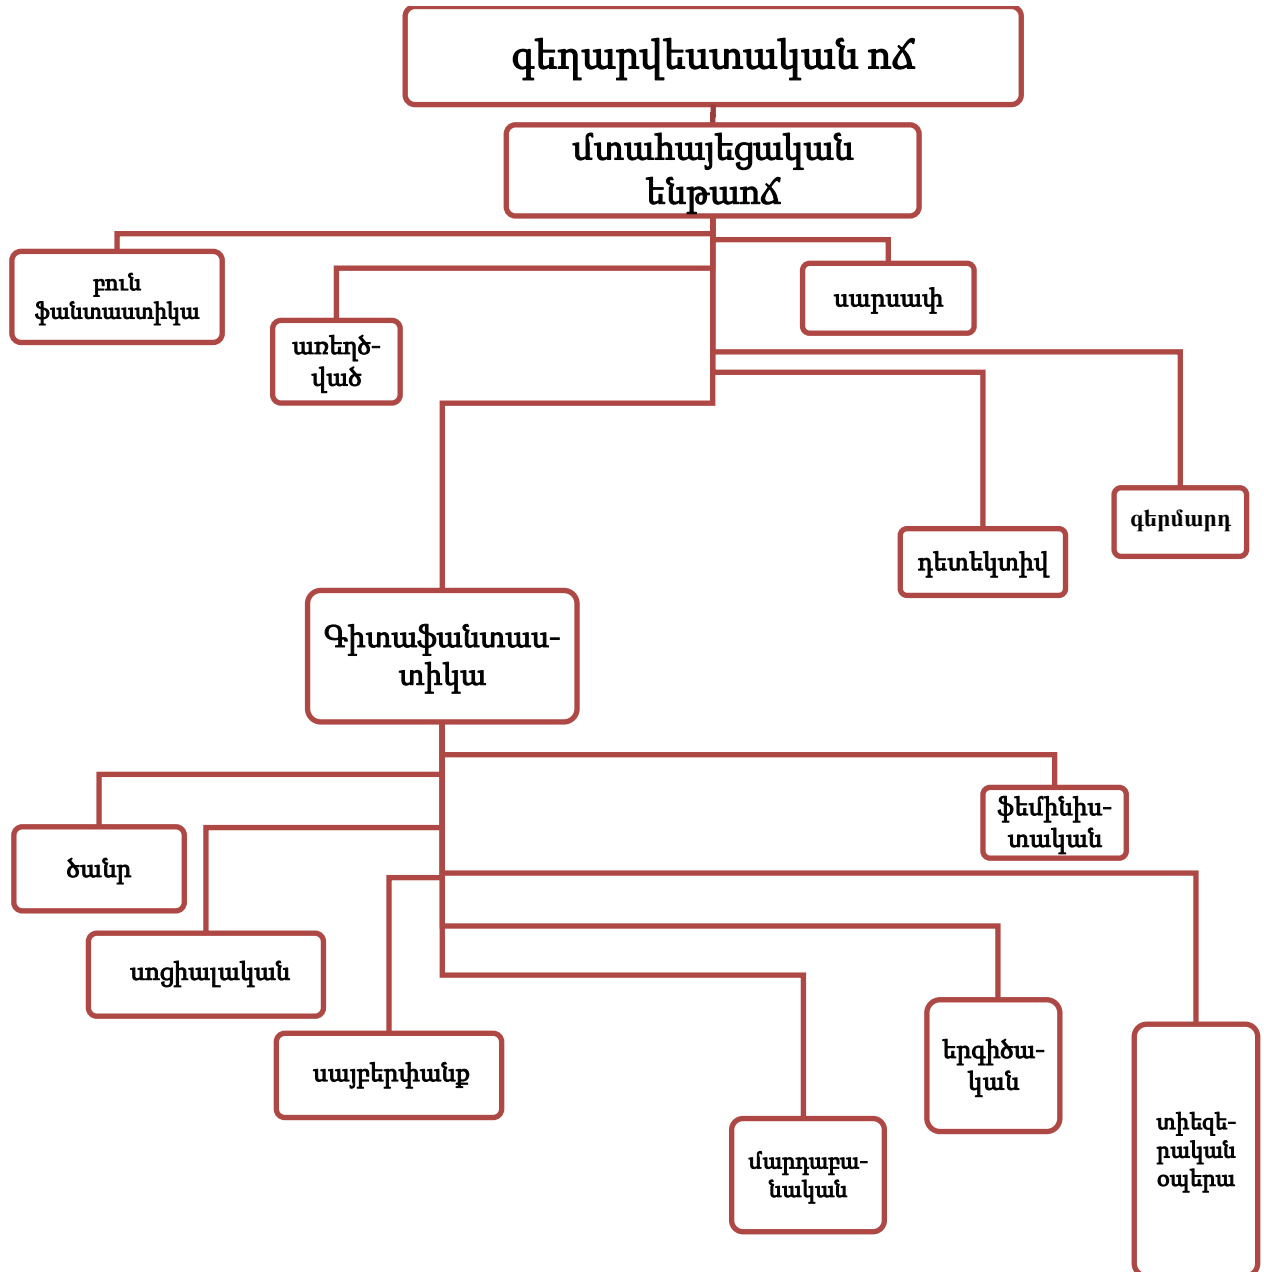 գեղարվեստական ոճ
մտահայեցական
ենթաոճ
բուն
ֆանտաստիկա
առեղծ-
ված
սարսափ
գերմարդ
դետեկտիվ
Գիտաֆանտաս-
տիկա
ֆեմինիս-
տական
ծանր
սոցիալական
սայբերփանք
երգիծա-
կան
մարդաբա-
նական
տիեզե-
րական
օպերա